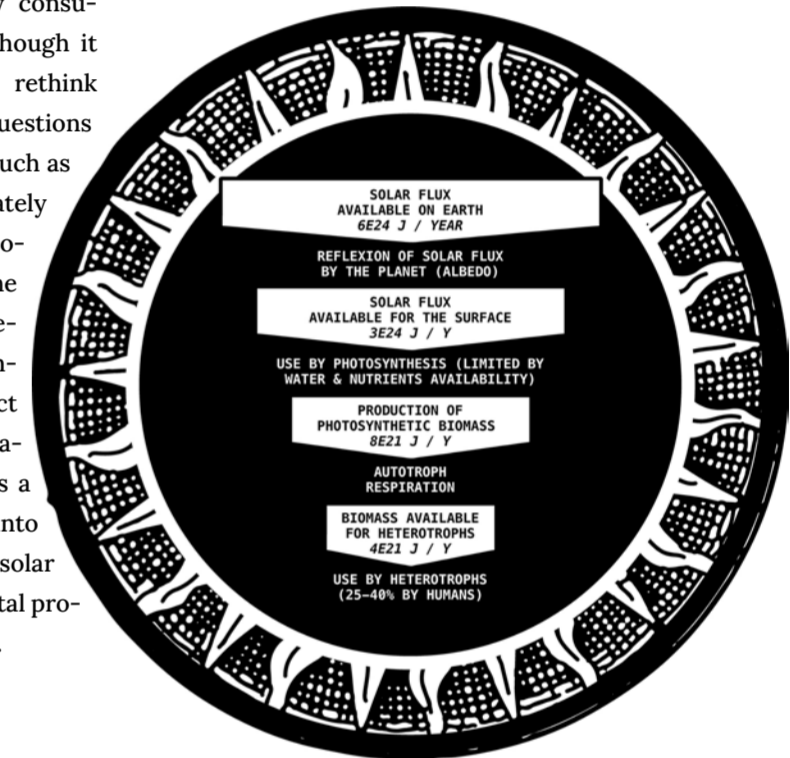 consu-
hough it
rethink
uestions
uch as
tely
o-
ne
e-
n-
ct
a-
s a
nto
solar
tal pro-
SOLAR FLUX
AVAILABLE ON EARTH
6E24 J / YEAR
REFLEXION OF SOLAR FLUX
BY THE PLANET (ALBEDO)
SOLAR FLUX
AVAILABLE FOR THE SURFACE
3E24 J / Y
USE BY PHOTOSYNTHESIS (LIMITED BY
WATER & NUTRIENTS AVAILABILITY)
PRODUCTION OF
PHOTOSYNTHETIC BIOMASS
8E21 J / Y
AUTOTROPH
RESPIRATION
BIOMASS AVAILABLE
FOR HETEROTROPHS
4E21 J / Y
USE BY HETEROTROPHS
(25-40% BY HUMANS)